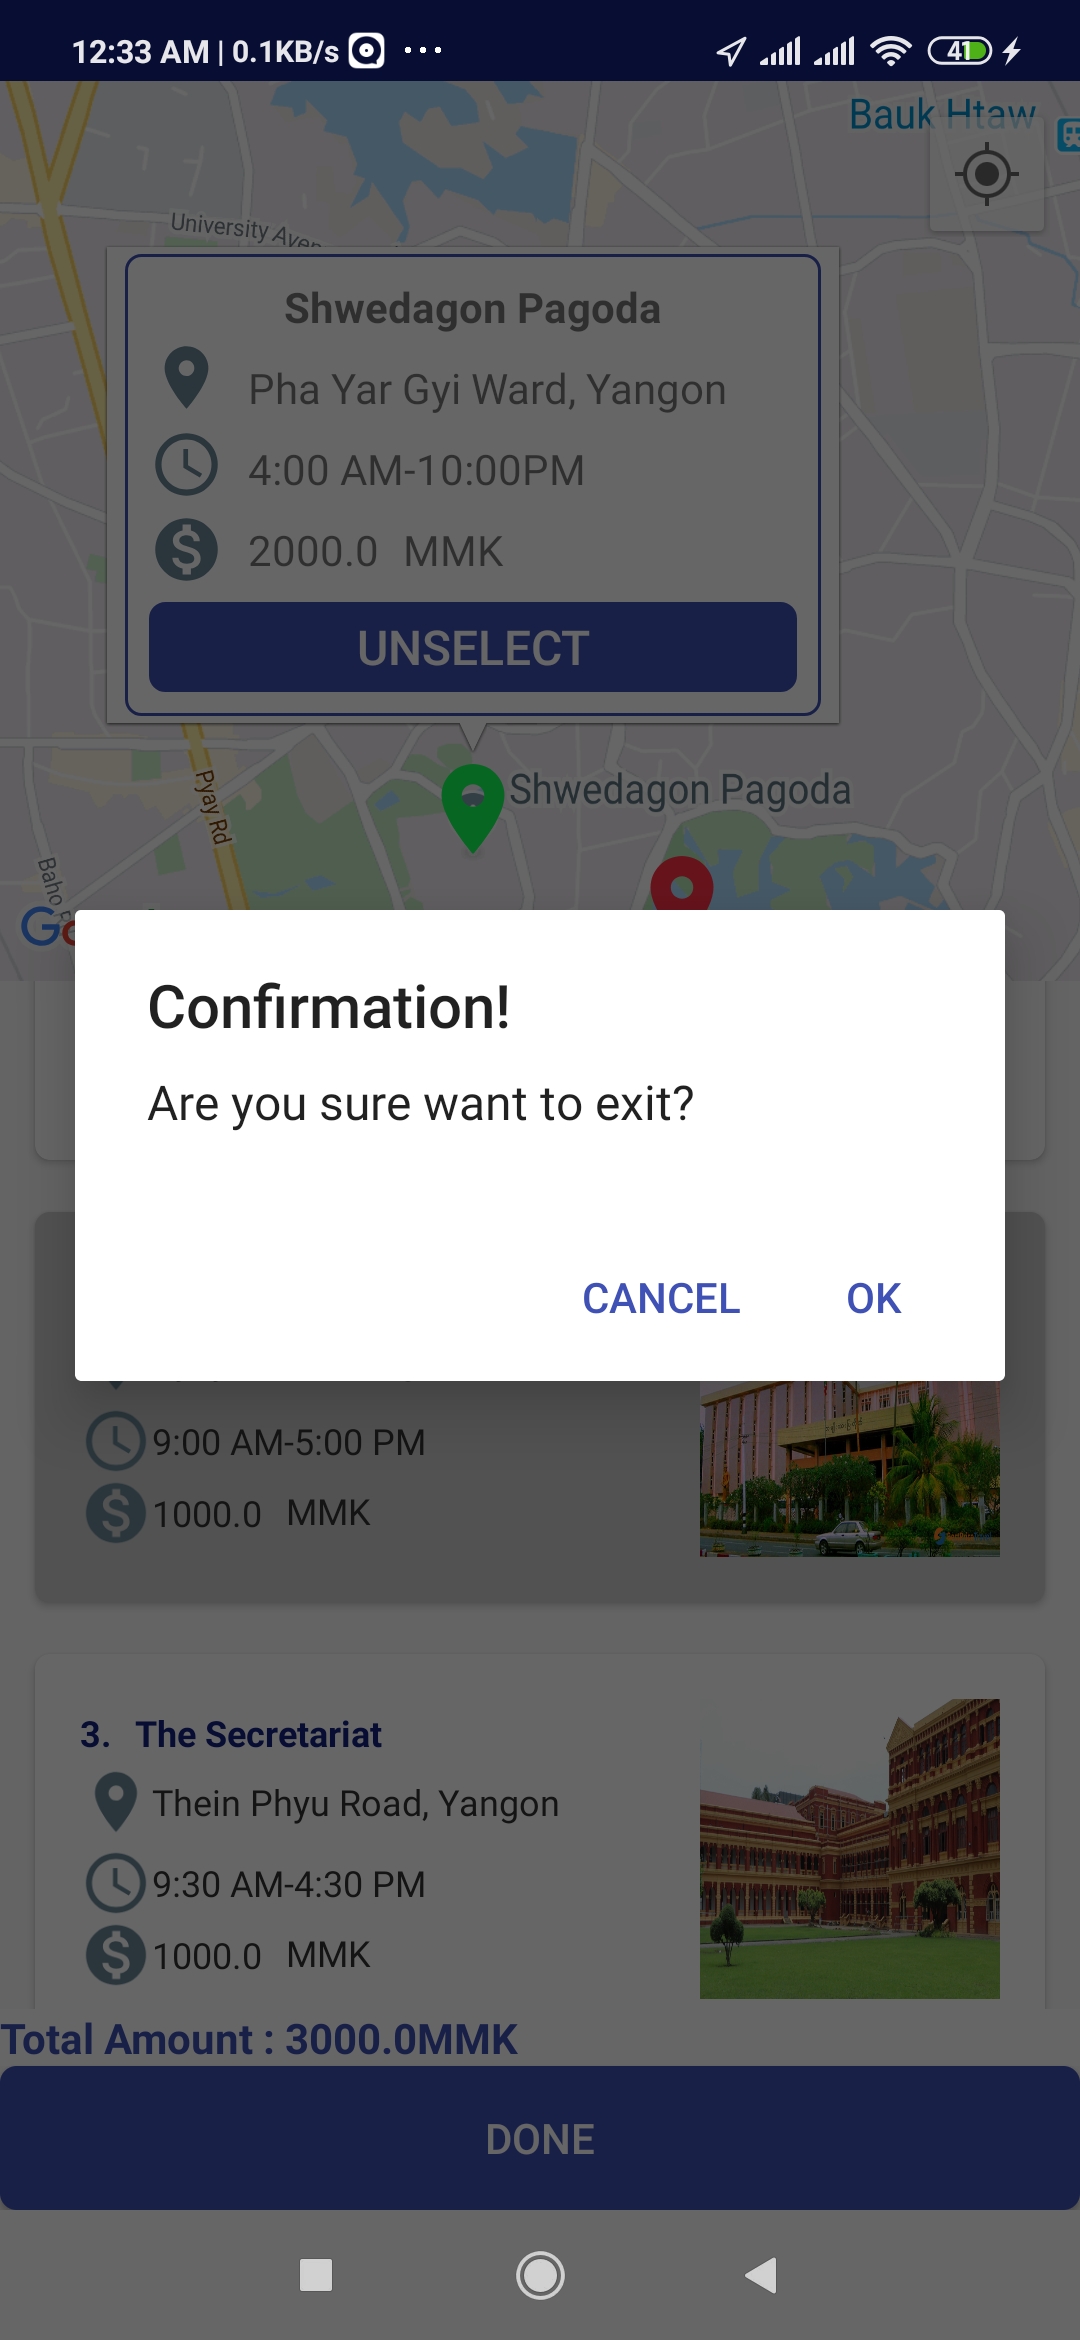 12:33 AM | 0.1KB/s
41
Bauk Htaw
University Aven
Shwedagon Pagoda
Pha Yar Gyi Ward, Yangon
4:00 AM-10:00PM
2000.0 MMK
UNSELECT
Shwedagon Pagoda
Pyay Rd
Baho
Go
Confirmation!
Are you sure want to exit?
CANCEL OK
9:00 AM-5:00 PM
1000.0 MMK
3. The Secretariat
Thein Phyu Road, Yangon
9:30 AM-4:30 PM
1000.0 MMK
Total Amount : 3000.0MMK
DONE